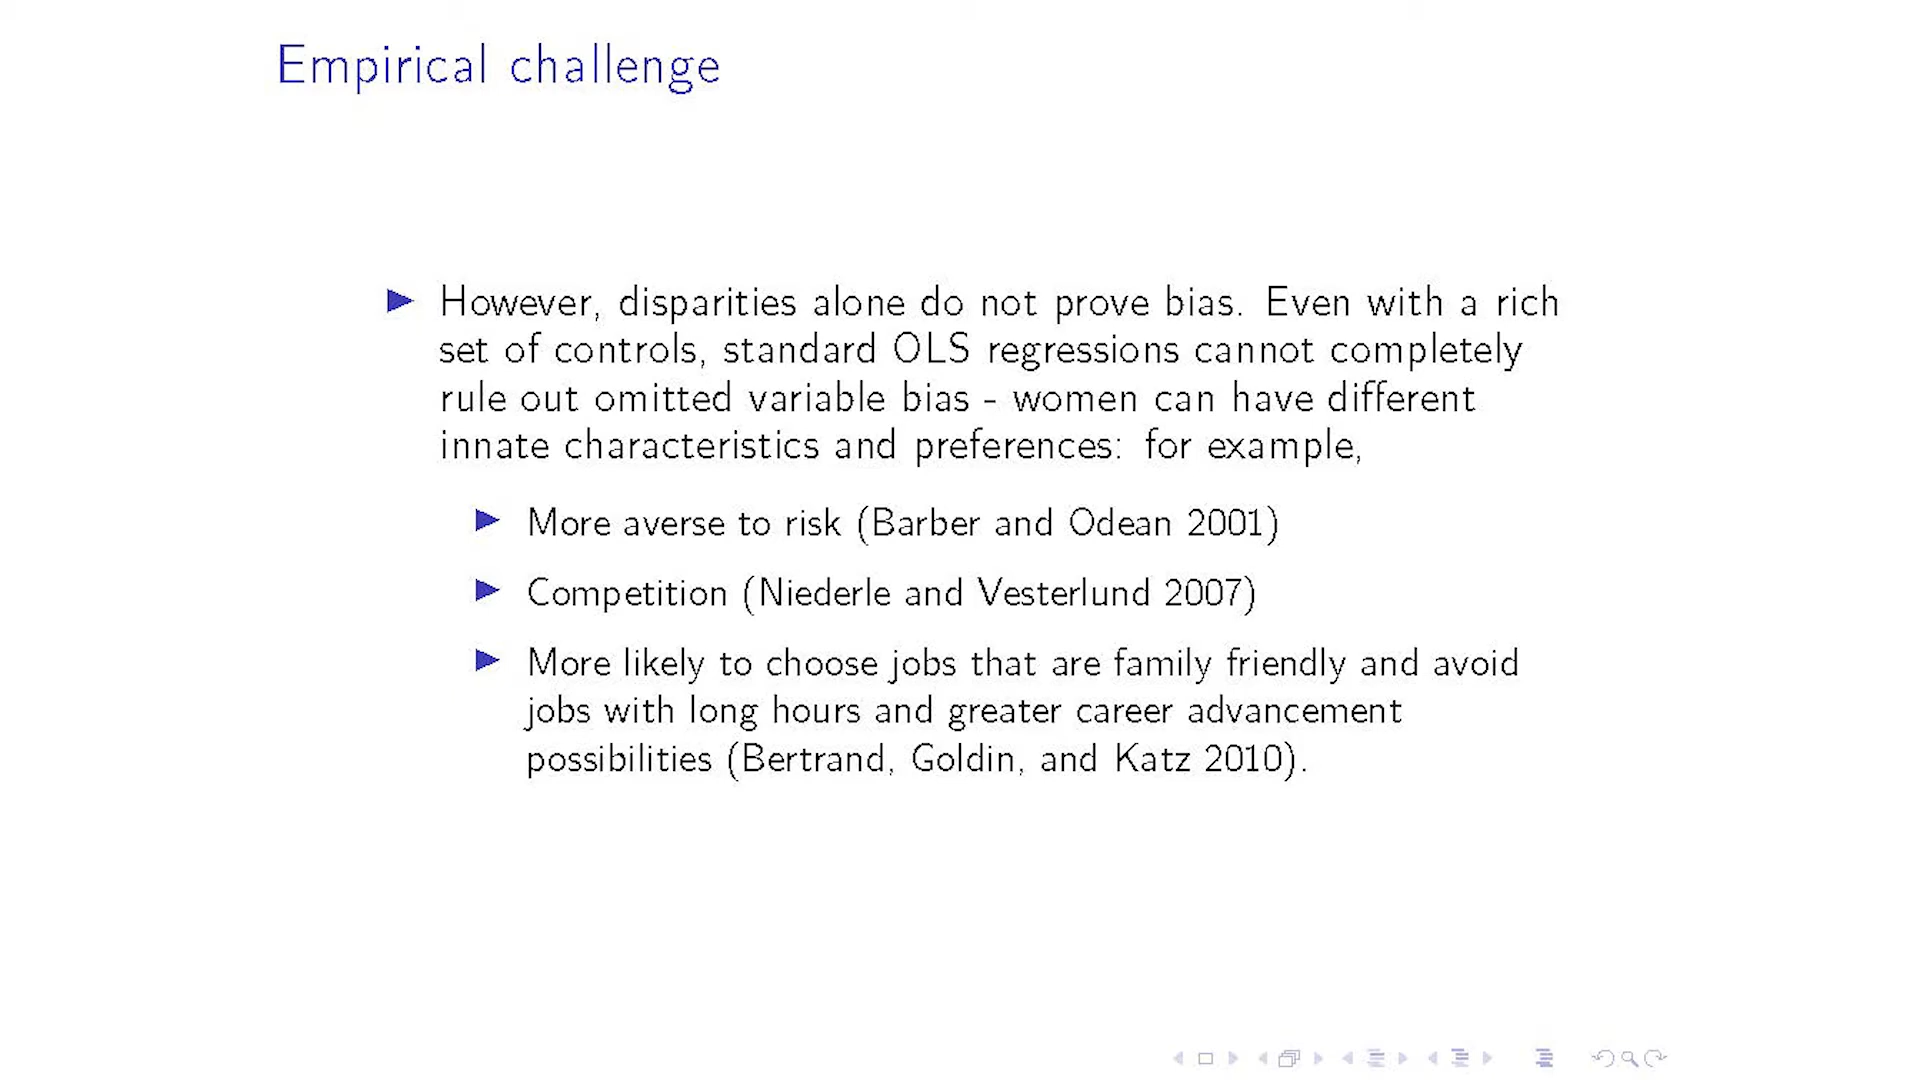 Empirical challenge
However, disparities alone do not prove bias. Even with a rich
set of controls, standard OLS regressions cannot completely
rule out omitted variable bias - women can have different
innate characteristics and preferences: for example,
More averse to risk (Barber and Odean 2001)
Competition (Niederle and Vesterlund 2007)
More likely to choose jobs that are family friendly and avoid
jobs with long hours and greater career advancement
possibilities (Bertrand, Goldin, and Katz 2010).